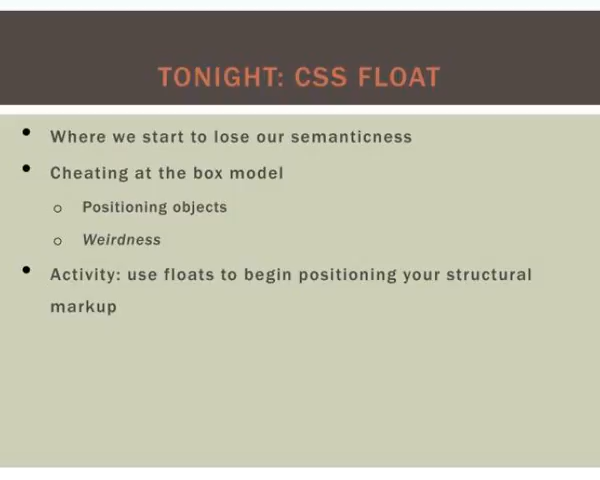 TONIGHT: CSS FLOAT
• Where we start to lose our semanticness
• Cheating at the box model
o Positioning objects
o Weirdness
• Activity: use floats to begin positioning your structural
markup